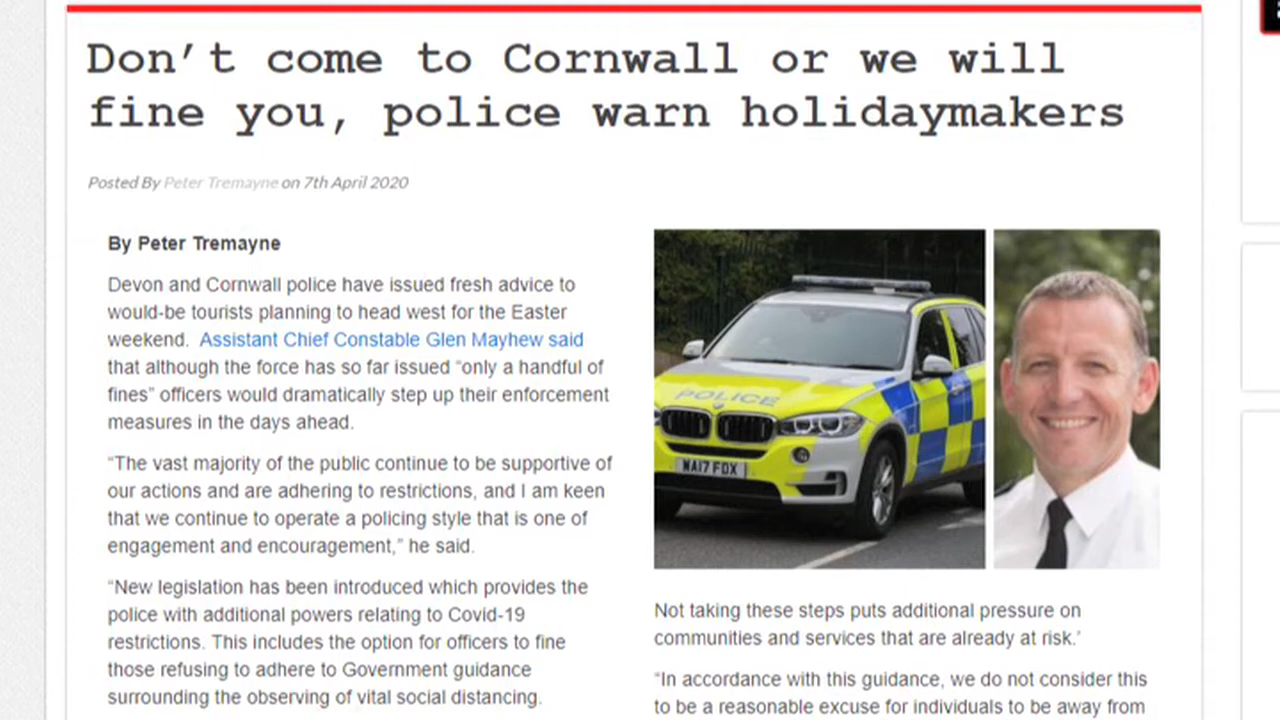 Don’t come to Cornwall or we will
fine you, police warn holidaymakers
Posted By Peter Tremayne on 7th April 2020
By Peter Tremayne
Devon and Cornwall police have issued fresh advice to
would-be tourists planning to head west for the Easter
weekend. Assistant Chief Constable Glen Mayhew said
that although the force has so far issued “only a handful of
fines” officers would dramatically step up their enforcement
measures in the days ahead.
“The vast majority of the public continue to be supportive of
our actions and are adhering to restrictions, and I am keen
that we continue to operate a policing style that is one of
engagement and encouragement,” he said.
“New legislation has been introduced which provides the
police with additional powers relating to Covid-19
restrictions. This includes the option for officers to fine
those refusing to adhere to Government guidance
surrounding the observing of vital social distancing.
POLICE
WA17 FDX
Not taking these steps puts additional pressure on
communities and services that are already at risk.’
“In accordance with this guidance, we do not consider this
to be a reasonable excuse for individuals to be away from